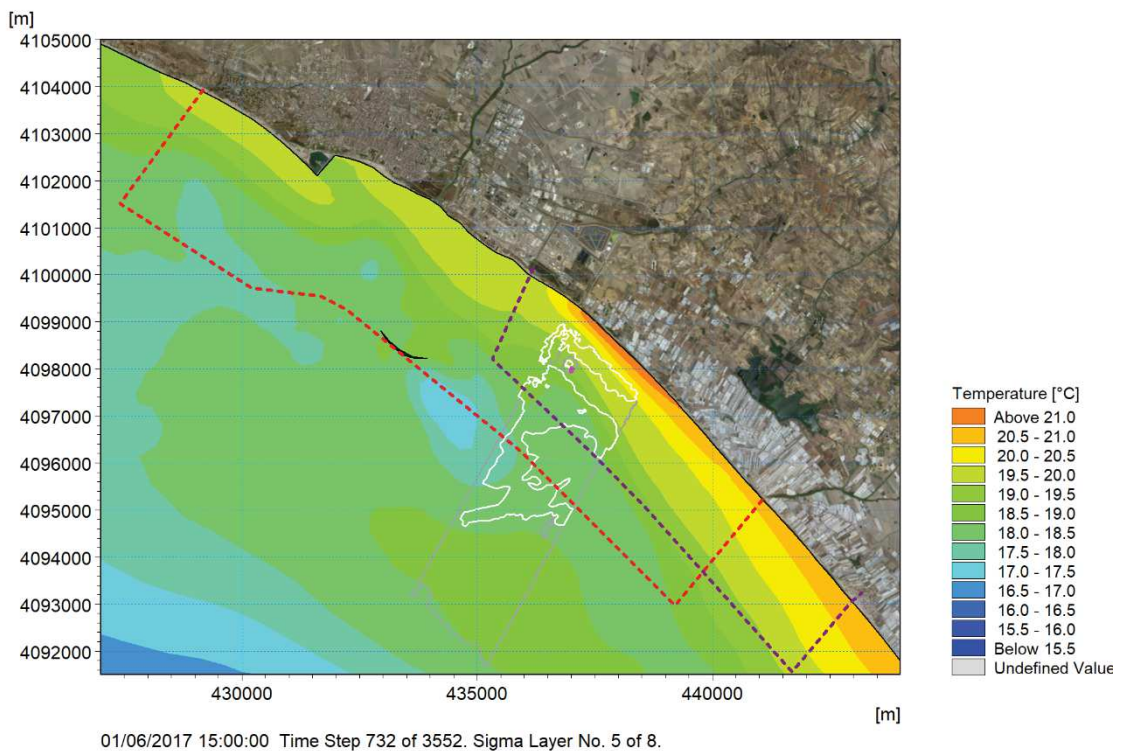 [m]
4105000
4104000
4103000
4102000
4101000
4100000
4099000
4098000
4097000
4096000
4095000
4094000
4093000
4092000
430000 435000 440000
[m]
Temperature [°C]
Above 21.0
20.5 - 21.0
20.0 - 20.5
19.5 - 20.0
19.0 - 19.5
18.5 - 19.0
18.0 - 18.5
17.5 - 18.0
17.0 - 17.5
16.5 - 17.0
16.0 - 16.5
15.5 - 16.0
Below 15.5
Undefined Value
01/06/2017 15:00:00 Time Step 732 of 3552. Sigma Layer No. 5 of 8.